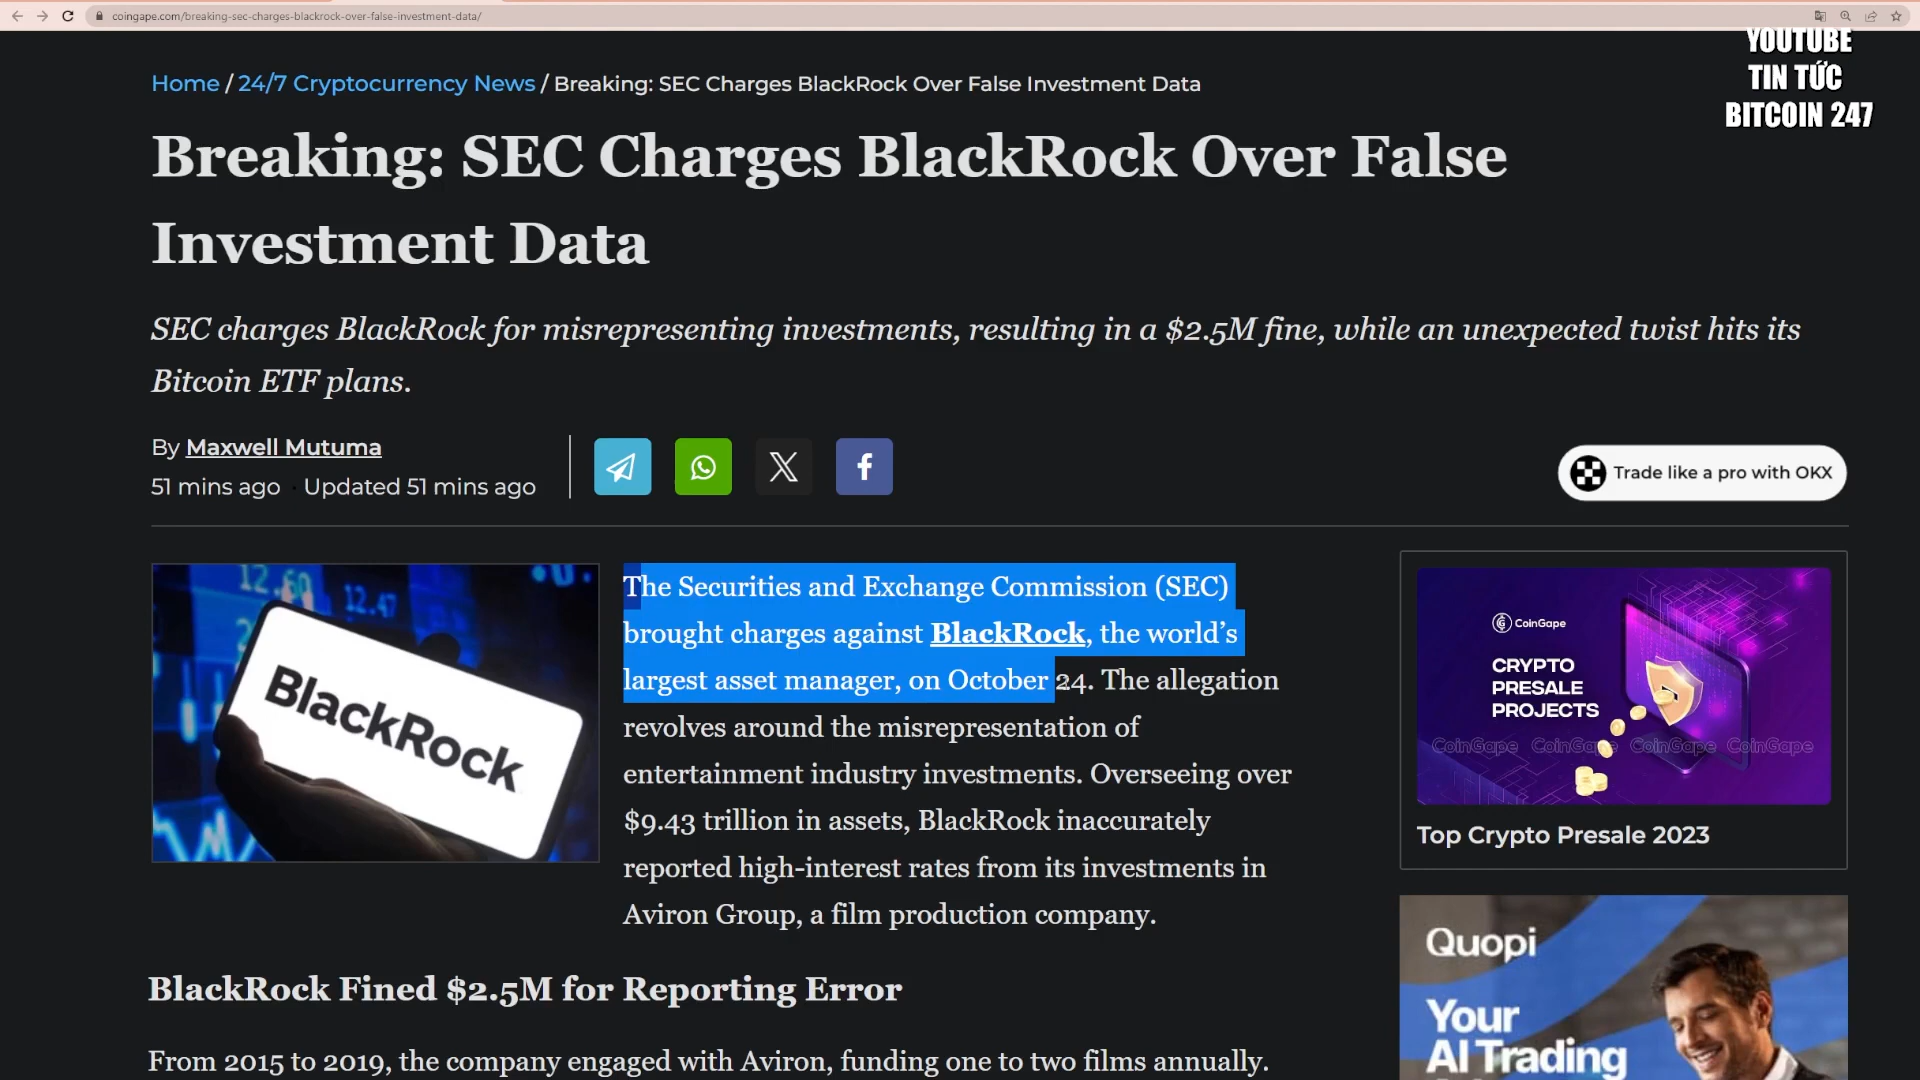 coingape.com/breaking-sec-charges-blackrock-over-false-investment-data/
YOUTUBE
TIN TỨC
BITCOIN 247
Home / 24/7 Cryptocurrency News / Breaking: SEC Charges BlackRock Over False Investment Data
Breaking: SEC Charges BlackRock Over False
Investment Data
SEC charges BlackRock for misrepresenting investments, resulting in a $2.5M fine, while an unexpected twist hits its
Bitcoin ETF plans.
By Maxwell Mutuma
51 mins ago Updated 51 mins ago
Trade like a pro with OKX
12.60
12.47
BlackRock
The Securities and Exchange Commission (SEC)
brought charges against BlackRock, the world's
largest asset manager, on October 24. The allegation
revolves around the misrepresentation of
entertainment industry investments. Overseeing over
$9.43 trillion in assets, BlackRock inaccurately
reported high-interest rates from its investments in
Aviron Group, a film production company.
CoinGape
CRYPTO
PRESALE
PROJECTS
CoinGape CoinGape CoinGape CoinGape
Top Crypto Presale 2023
BlackRock Fined $2.5M for Reporting Error
From 2015 to 2019, the company engaged with Aviron, funding one to two films annually.
Quopi
Your
AI Trading